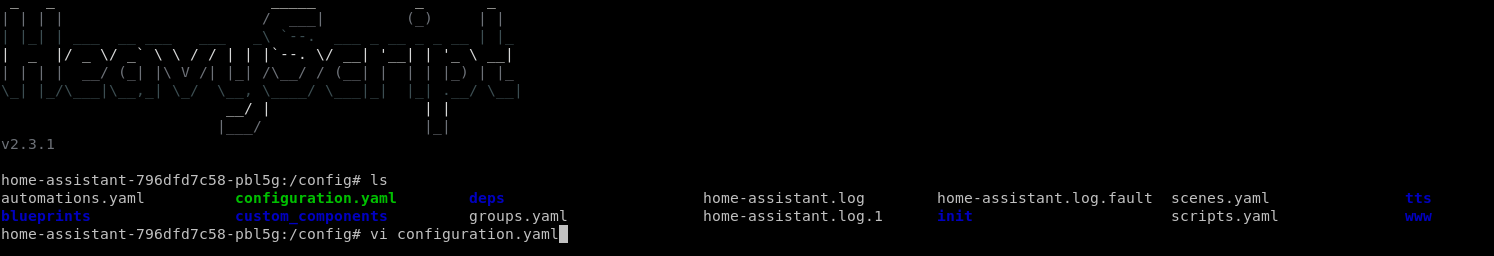 HeavyScript
v2.3.1
home-assistant-796dfd7c58-pbl5g:/config# ls
automations.yaml configuration.yaml deps home-assistant.log home-assistant.log.fault scenes.yaml tts
blueprints custom_components groups.yaml home-assistant.log.1 init scripts.yaml www
home-assistant-796dfd7c58-pbl5g:/config# vi configuration.yaml